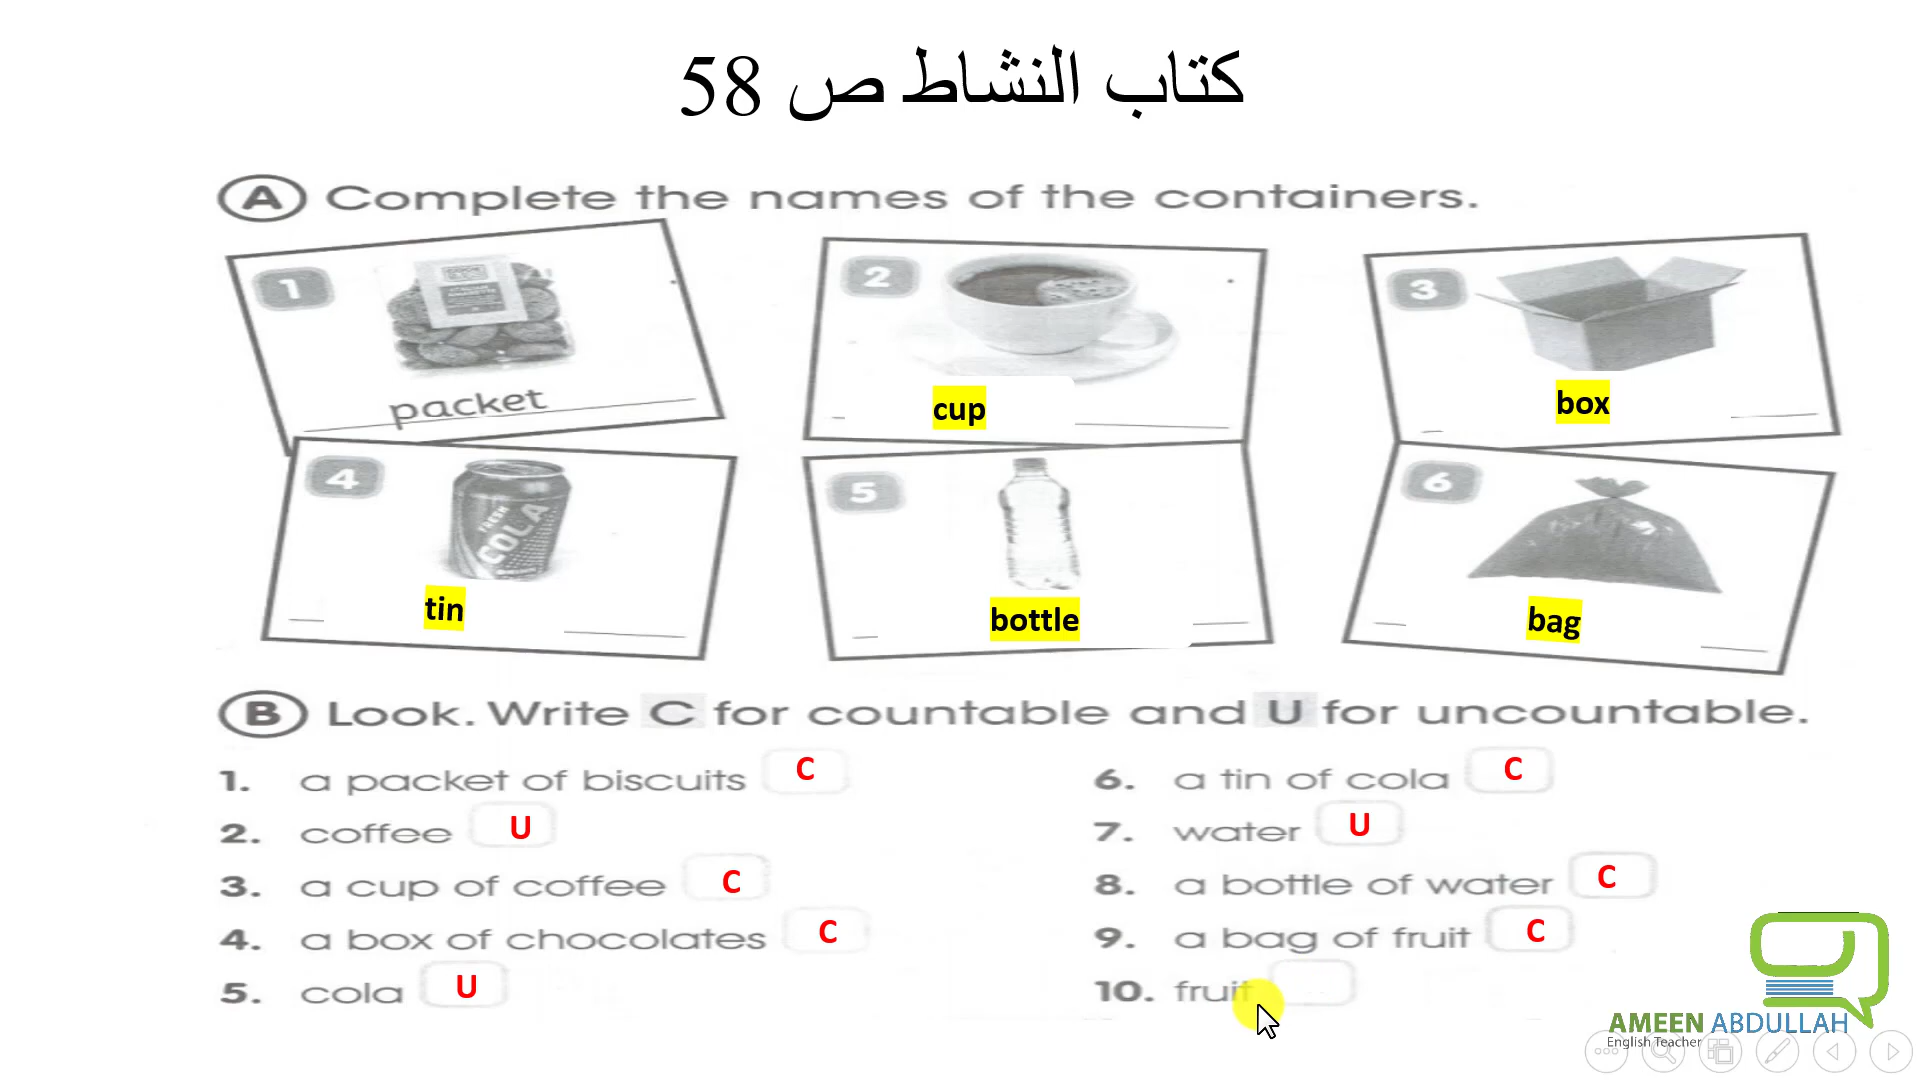 كتاب النشاط ص 58
A Complete the names of the containers.
1
packet
2
cup
3
box
4
FRESH
COLA
tin
5
bottle
6
bag
B Look. Write C for countable and U for uncountable.
1. a packet of biscuits C
2. coffee U
3. a cup of coffee C
4. a box of chocolates C
5. cola U
6. a tin of cola C
7. water U
8. a bottle of water C
9. a bag of fruit C
10. fruit
AMEEN ABDULLAH
English Teacher